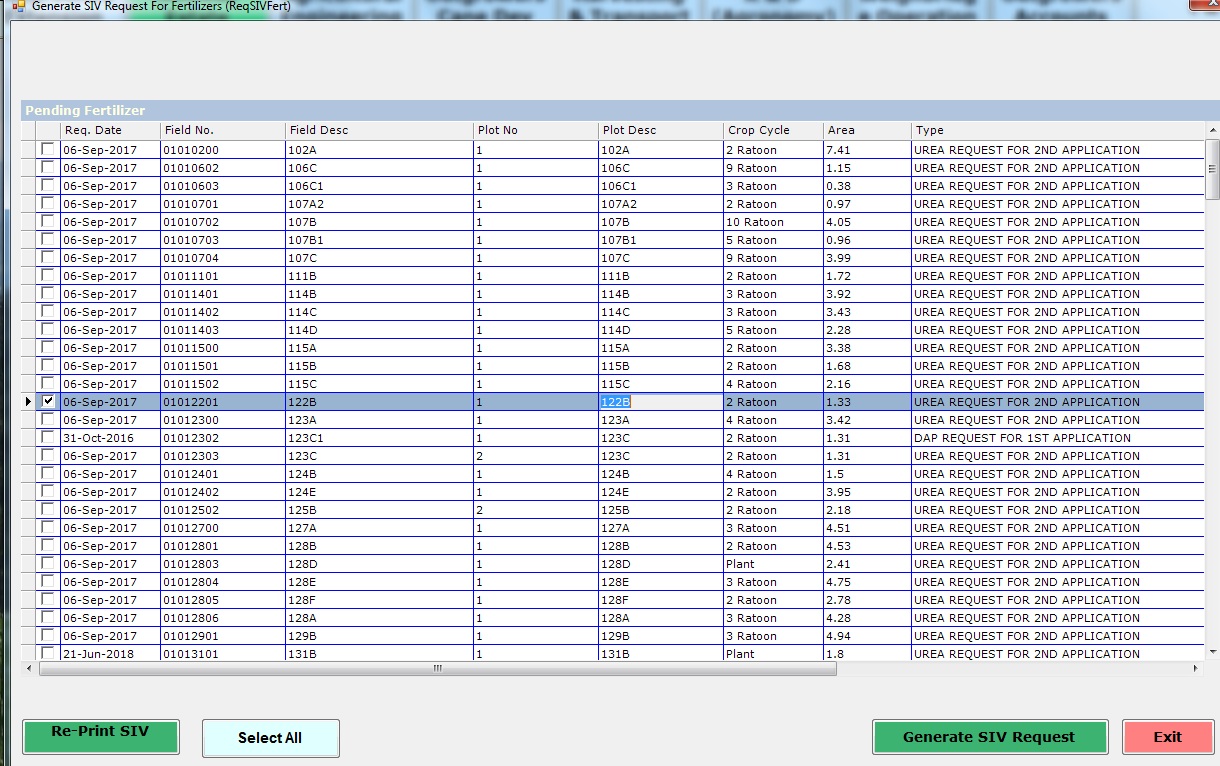 Generate SIV Request For Fertilizers (ReqSIVFert)
Pending Fertilizer
Req. Date Field No. Field Desc Plot No Plot Desc Crop Cycle Area Type
06-Sep-2017 01010200 102A 1 102A 2 Ratoon 7.41 UREA REQUEST FOR 2ND APPLICATION
06-Sep-2017 01010602 106C 1 106C 9 Ratoon 1.15 UREA REQUEST FOR 2ND APPLICATION
06-Sep-2017 01010603 106C1 1 106C1 3 Ratoon 0.38 UREA REQUEST FOR 2ND APPLICATION
06-Sep-2017 01010701 107A2 1 107A2 2 Ratoon 0.97 UREA REQUEST FOR 2ND APPLICATION
06-Sep-2017 01010702 107B 1 107B 10 Ratoon 4.05 UREA REQUEST FOR 2ND APPLICATION
06-Sep-2017 01010703 107B1 1 107B1 5 Ratoon 0.96 UREA REQUEST FOR 2ND APPLICATION
06-Sep-2017 01010704 107C 1 107C 9 Ratoon 3.99 UREA REQUEST FOR 2ND APPLICATION
06-Sep-2017 01011101 111B 1 111B 2 Ratoon 1.72 UREA REQUEST FOR 2ND APPLICATION
06-Sep-2017 01011401 114B 1 114B 3 Ratoon 3.92 UREA REQUEST FOR 2ND APPLICATION
06-Sep-2017 01011402 114C 1 114C 3 Ratoon 3.43 UREA REQUEST FOR 2ND APPLICATION
06-Sep-2017 01011403 114D 1 114D 5 Ratoon 2.28 UREA REQUEST FOR 2ND APPLICATION
06-Sep-2017 01011500 115A 1 115A 2 Ratoon 3.38 UREA REQUEST FOR 2ND APPLICATION
06-Sep-2017 01011501 115B 1 115B 2 Ratoon 1.68 UREA REQUEST FOR 2ND APPLICATION
06-Sep-2017 01011502 115C 1 115C 4 Ratoon 2.16 UREA REQUEST FOR 2ND APPLICATION
06-Sep-2017 01012201 122B 1 122B 2 Ratoon 1.33 UREA REQUEST FOR 2ND APPLICATION
06-Sep-2017 01012300 123A 1 123A 4 Ratoon 3.42 UREA REQUEST FOR 2ND APPLICATION
31-Oct-2016 01012302 123C1 1 123C 2 Ratoon 1.31 DAP REQUEST FOR 1ST APPLICATION
06-Sep-2017 01012303 123C 2 123C 2 Ratoon 1.31 UREA REQUEST FOR 2ND APPLICATION
06-Sep-2017 01012401 124B 1 124B 4 Ratoon 1.5 UREA REQUEST FOR 2ND APPLICATION
06-Sep-2017 01012402 124E 1 124E 2 Ratoon 3.95 UREA REQUEST FOR 2ND APPLICATION
06-Sep-2017 01012502 125B 2 125B 2 Ratoon 2.18 UREA REQUEST FOR 2ND APPLICATION
06-Sep-2017 01012700 127A 1 127A 3 Ratoon 4.51 UREA REQUEST FOR 2ND APPLICATION
06-Sep-2017 01012801 128B 1 128B 2 Ratoon 4.53 UREA REQUEST FOR 2ND APPLICATION
06-Sep-2017 01012803 128D 1 128D Plant 2.41 UREA REQUEST FOR 2ND APPLICATION
06-Sep-2017 01012804 128E 1 128E 3 Ratoon 4.75 UREA REQUEST FOR 2ND APPLICATION
06-Sep-2017 01012805 128F 1 128F 2 Ratoon 2.78 UREA REQUEST FOR 2ND APPLICATION
06-Sep-2017 01012806 128A 1 128A 3 Ratoon 4.28 UREA REQUEST FOR 2ND APPLICATION
06-Sep-2017 01012901 129B 1 129B 3 Ratoon 4.94 UREA REQUEST FOR 2ND APPLICATION
21-Jun-2018 01013101 131B 1 131B Plant 1.8 UREA REQUEST FOR 2ND APPLICATION
Re-Print SIV Select All Generate SIV Request Exit